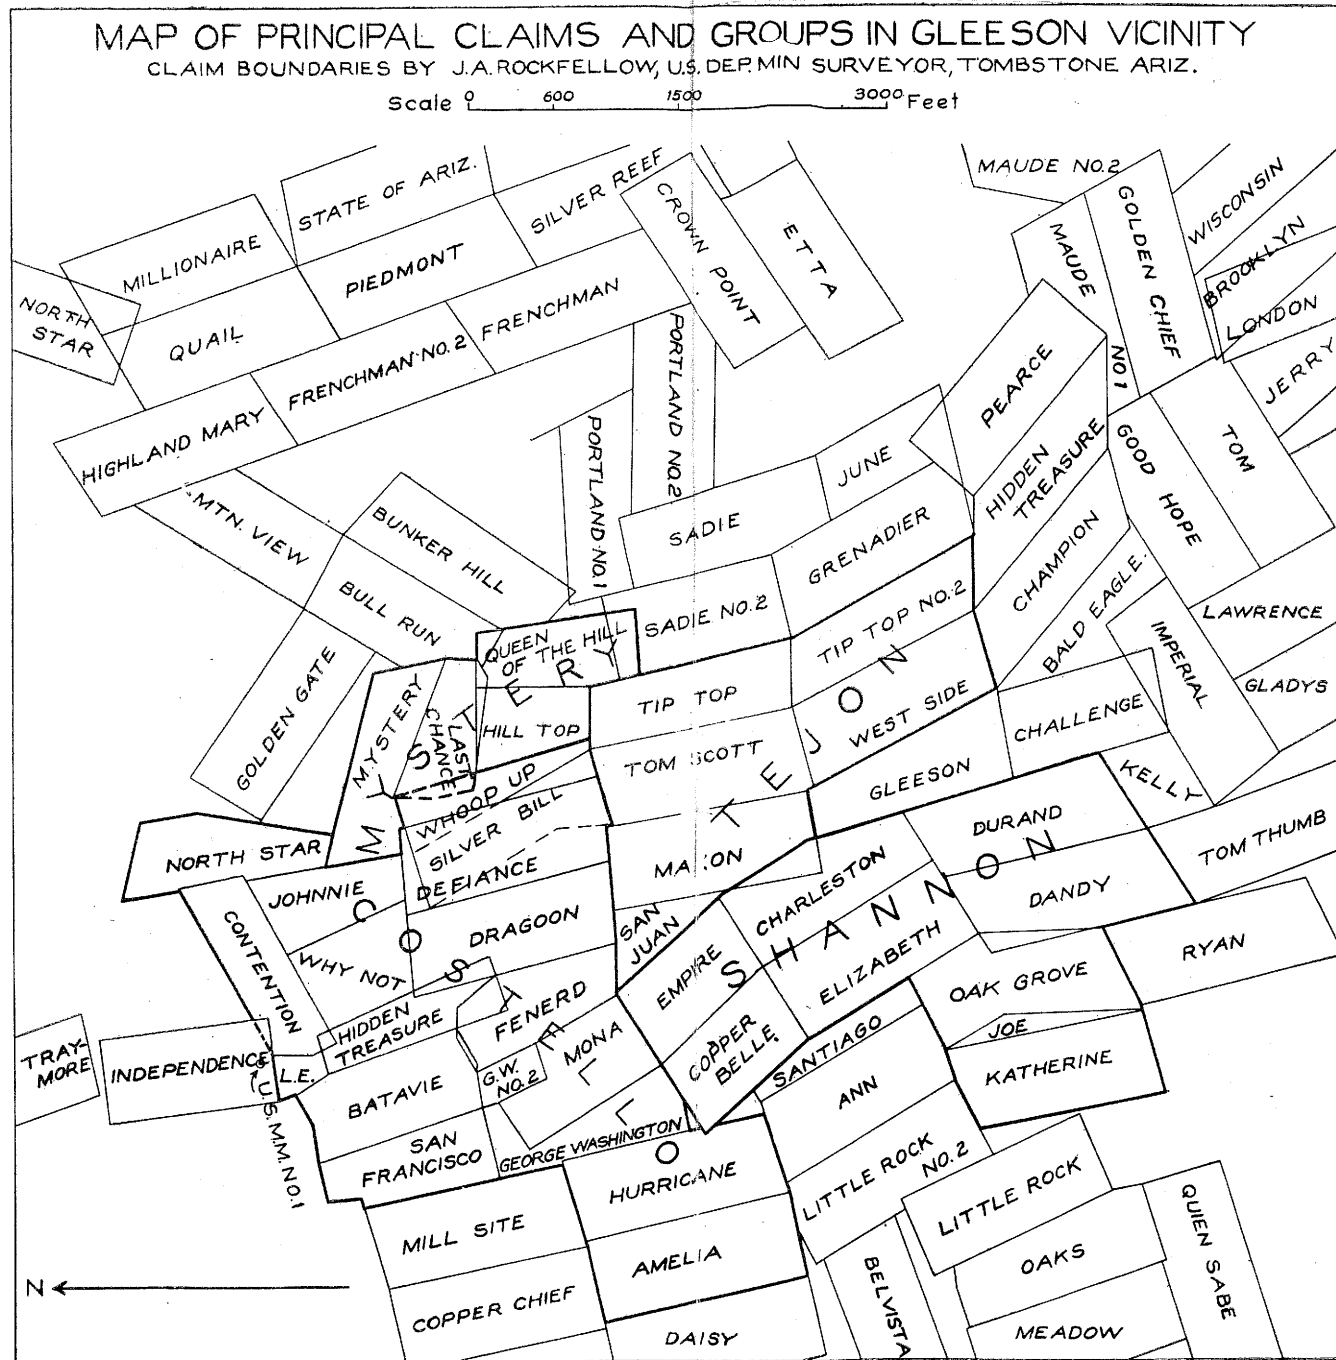 MAP OF PRINCIPAL CLAIMS AND GROUPS IN GLEESON VICINITY
CLAIM BOUNDARIES BY J.A. ROCKFELLOW, U.S. DEP. MIN SURVEYOR, TOMBSTONE ARIZ.
Scale 0 600 1500 3000 Feet
STATE OF ARIZ.
SILVER REEF
MAUDE NO. 2
MILLIONAIRE
PIEDMONT
CROWN POINT
ETTA
MAUDE NO 1
GOLDEN CHIEF
WISCONSIN
BROOKLYN
LONDON
JERRY
NORTH
STAR
QUAIL
FRENCHMAN NO. 2
FRENCHMAN
HIGHLAND MARY
PORTLAND NO.2
PORTLAND NO.1
PEARCE
HIDDEN
TREASURE
GOOD HOPE
TOM
JUNE
SADIE
GRENADIER
CHAMPION
BALD EAGLE.
MTN. VIEW
BUNKER HILL
BULL RUN
GOLDEN GATE
QUEEN
OF THE HILL
SADIE NO. 2
TIP TOP NO. 2
LAWRENCE
IMPERIAL
GLADYS
MYSTERY
MYSTERY
LAST
CHANCE
HILL TOP
TIP TOP
TOM SCOTT
TEJON
WEST SIDE
CHALLENGE
GLEESON
KELLY
WHOOP UP
SILVER BILL
DEFIANCE
DURAND
TOM THUMB
NORTH STAR
JOHNNIE
MA ON
CHARLESTON
DANDY
SHANNON
CONTENTION
COSTELLO
DRAGOON
SAN
JUAN
EMPIRE
ELIZABETH
RYAN
WHY NOT
OAK GROVE
HIDDEN
TREASURE
FENERD
MONA
COPPER
BELLE
SANTIAGO
JOE
KATHERINE
TRAY-
MORE
INDEPENDENCE
L.E.
U.S.M.M. NO.1
BATAVIE
G.W.
NO.2
ANN
SAN
FRANCISCO
GEORGE WASHINGTON
LITTLE ROCK
NO. 2
HURRICANE
LITTLE ROCK
MILL SITE
AMELIA
OAKS
QUIEN SABE
N
COPPER CHIEF
DAISY
BELVISTA
MEADOW